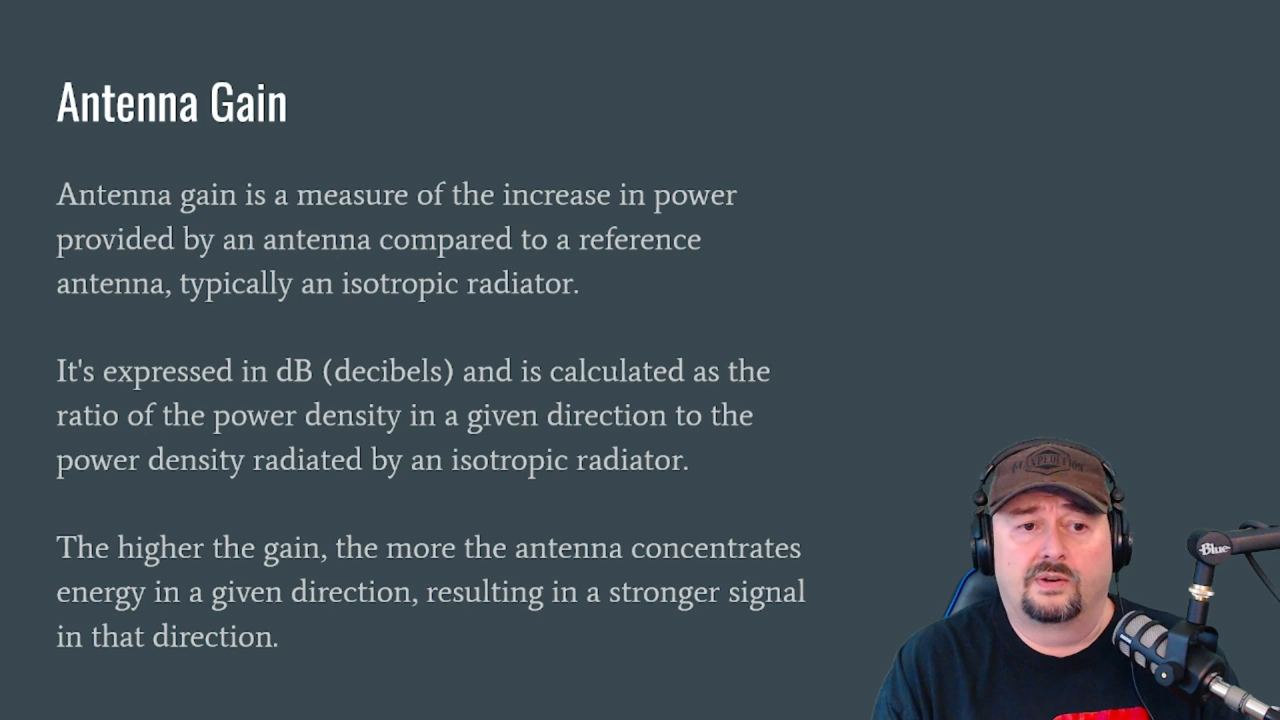 Antenna Gain
Antenna gain is a measure of the increase in power
provided by an antenna compared to a reference
antenna, typically an isotropic radiator.
It's expressed in dB (decibels) and is calculated as the
ratio of the power density in a given direction to the
power density radiated by an isotropic radiator.
The higher the gain, the more the antenna concentrates
energy in a given direction, resulting in a stronger signal
in that direction.
Blue